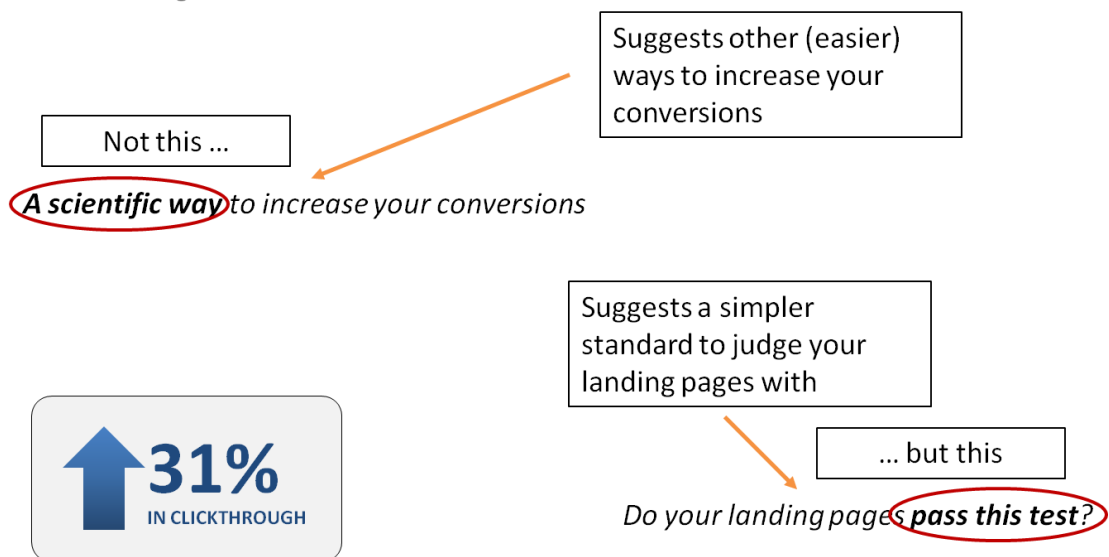 Suggests other (easier)
ways to increase your
conversions
Not this ...
A scientific way to increase your conversions
Suggests a simpler
standard to judge your
landing pages with
... but this
Do your landing pages pass this test?
31%
IN CLICKTHROUGH